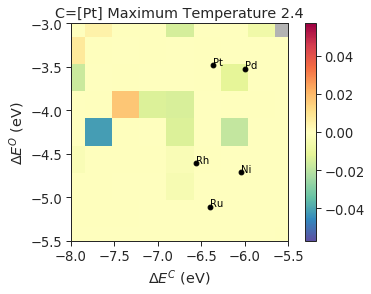 C=[Pt] Maximum Temperature 2.4
−3.0
−3.5
−4.0
−4.5
−5.0
−5.5
ΔE^O (eV)
Pt
Pd
Rh
Ni
Ru
−8.0 −7.5 −7.0 −6.5 −6.0 −5.5
ΔE^C (eV)
0.04
0.02
0.00
−0.02
−0.04